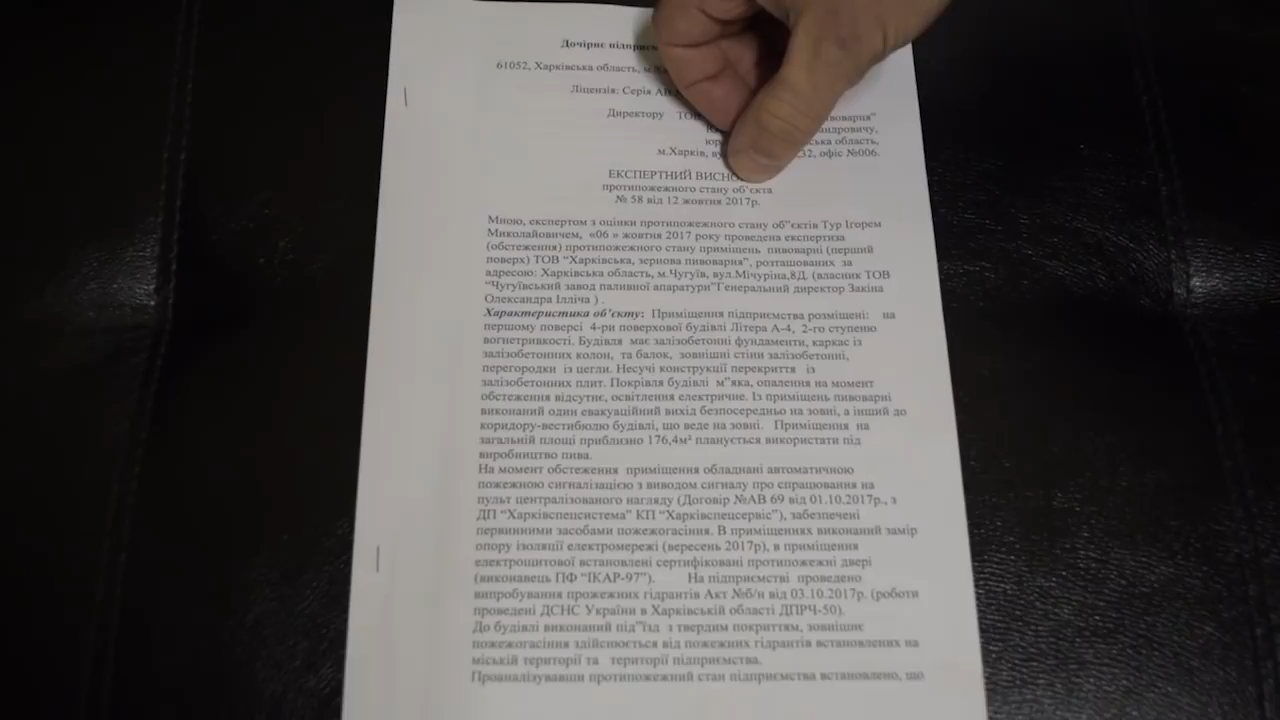 Дочірнє
61052, Харківська область,
Ліцензія: Серія
Директору ТОВ пивоварня"
область,
м.Харків, 32, офіс №006.
ЕКСПЕРТНИЙ
протипожежного стану об'єкта
№ 58 від 12 жовтня 2017р.
Мною, експертом з оцінки протипожежного стану об"єктів Тур Ігорем
Миколайовичем, «06 » жовтня 2017 року проведена експертиза
(обстеження) протипожежного стану приміщень пивоварні (перший
поверх) ТОВ "Харківська, зернова пивоварня", розташованих за
адресою: Харківська область, м.Чугуїв, вул.Мічуріна,8Д. (власник ТОВ
"Чугуївський завод паливної апаратури"Генеральний директор Закіна
Олександра Ілліча ) .
Характеристика об'єкту: Приміщення підприємства розміщені: на
першому поверсі 4-ри поверхової будівлі Літера А-4, 2-го ступеню
вогнетривкості. Будівля має залізобетонні фундаменти, каркас із
залізобетонних колон, та балок, зовнішні стіни залізобетонні,
перегородки із цегли. Несучі конструкції перекриття із
залізобетонних плит. Покрівля будівлі м"яка, опалення на момент
обстеження відсутнє, освітлення електричне. Із приміщень пивоварні
виконаний один евакуаційний вихід безпосередньо на зовні, а інший до
коридору-вестибюлю будівлі, що веде на зовні. Приміщення на
загальній площі приблизно 176,4м² планується використати під
виробництво пива.
На момент обстеження приміщення обладнані автоматичною
пожежною сигналізацією з виводом сигналу про спрацювання на
пульт централізованого нагляду (Договір №АВ 69 від 01.10.2017р., з
ДП "Харківспецсистема" КП "Харківспецсервіс"), забезпечені
первинними засобами пожежогасіння. В приміщеннях виконаний замір
опору ізоляції електромережі (вересень 2017р), в приміщення
електрощитової встановлені сертифіковані протипожежні двері
(виконавець ПФ "ІКАР-97"). На підприємстві проведено
випробування прожежних гідрантів Акт №б/н від 03.10.2017р. (роботи
проведені ДСНС України в Харківській області ДПРЧ-50).
До будівлі виконаний під"їзд з твердим покриттям, зовнішнє
пожежогасіння здійснюється від пожежних гідрантів встановлених на
міській території та території підприємства.
Проаналізувавши протипожежний стан підприємства встановлено, що